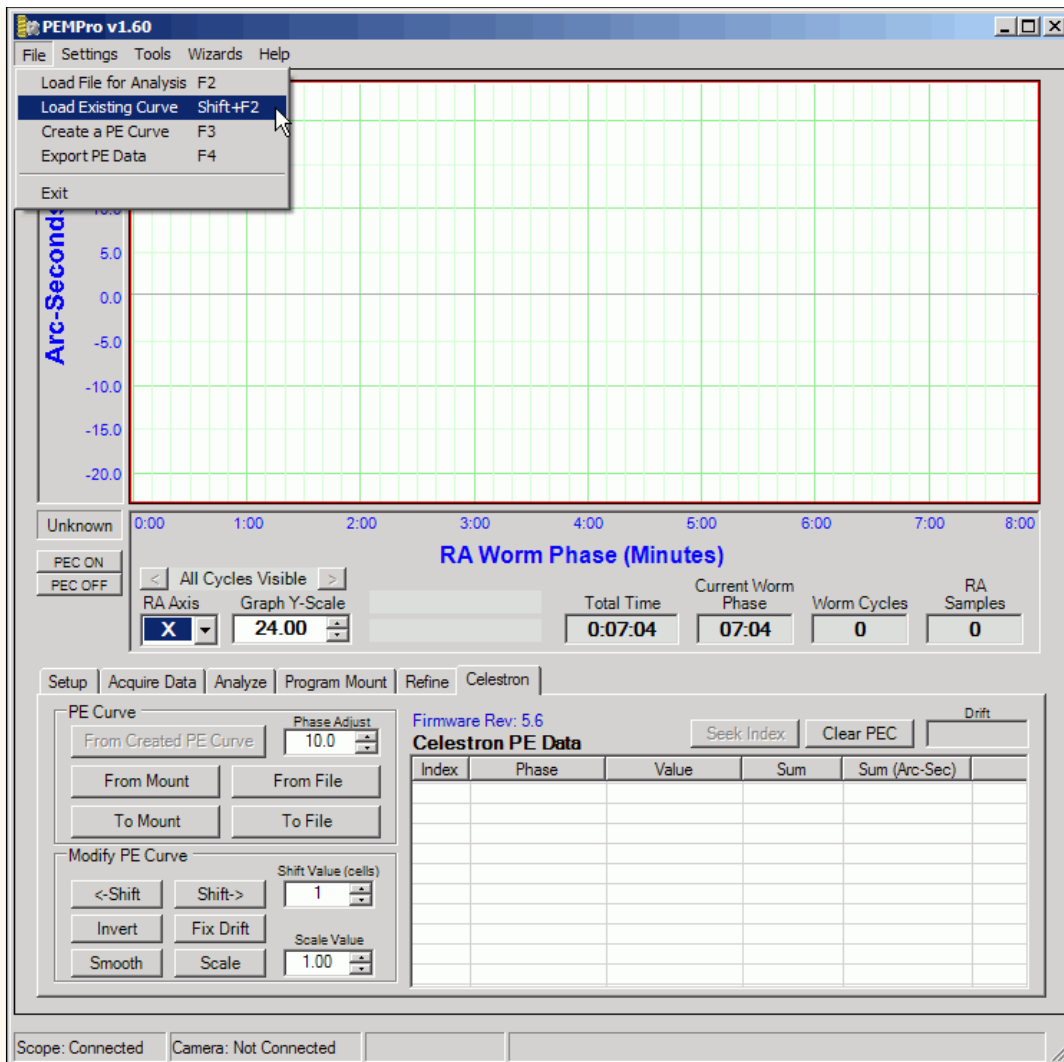 PEMPro v1.60
File Settings Tools Wizards Help
Load File for Analysis F2
Load Existing Curve Shift+F2
Create a PE Curve F3
Export PE Data F4
Exit
Arc-Seconds
10.0
5.0
0.0
-5.0
-10.0
-15.0
-20.0
Unknown
0:00 1:00 2:00 3:00 4:00 5:00 6:00 7:00 8:00
RA Worm Phase (Minutes)
PEC ON
PEC OFF
< All Cycles Visible >
RA Axis Graph Y-Scale Total Time Current Worm Phase Worm Cycles RA Samples
X 24.00 0:07:04 07:04 0 0
Setup Acquire Data Analyze Program Mount Refine Celestron
PE Curve
Phase Adjust
From Created PE Curve 10.0
From Mount From File
To Mount To File
Modify PE Curve
Shift Value (cells)
<-Shift Shift-> 1
Invert Fix Drift
Scale Value
Smooth Scale 1.00
Firmware Rev: 5.6
Celestron PE Data
Seek Index Clear PEC Drift
Index Phase Value Sum Sum (Arc-Sec)
Scope: Connected Camera: Not Connected